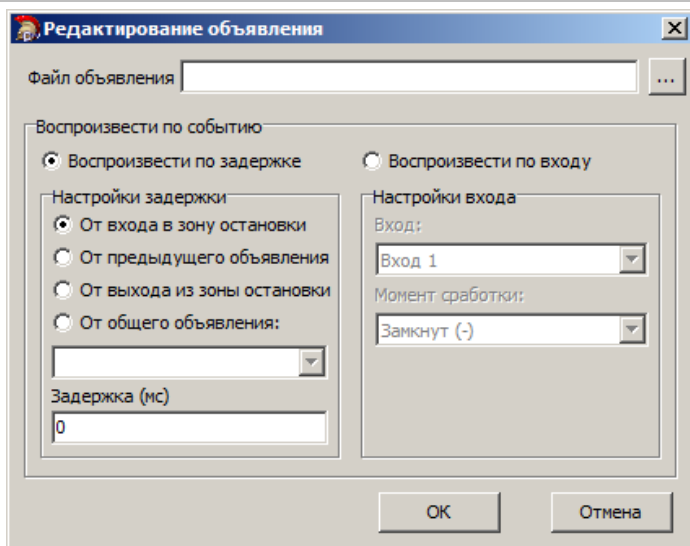 Редактирование объявления
Файл объявления
...
Воспроизвести по событию
Воспроизвести по задержке
Воспроизвести по входу
Настройки задержки
От входа в зону остановки
От предыдущего объявления
От выхода из зоны остановки
От общего объявления:
Задержка (мс)
0
Настройки входа
Вход:
Вход 1
Момент сработки:
Замкнут (-)
OK
Отмена